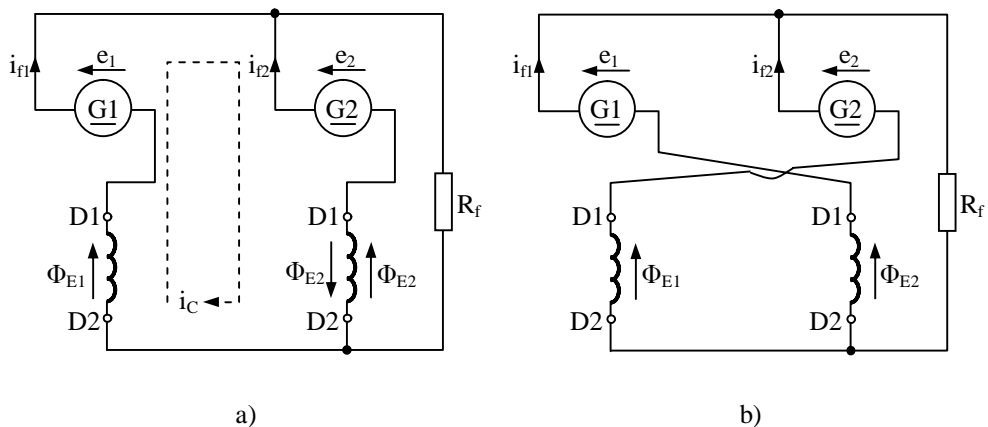 i_f1
e_1
G1
i_f2
e_2
G2
D1
D1
R_f
Φ_E1
Φ_E2
Φ_E2
i_C
D2
D2
a)
i_f1
e_1
G1
i_f2
e_2
G2
D1
D1
R_f
Φ_E1
Φ_E2
D2
D2
b)